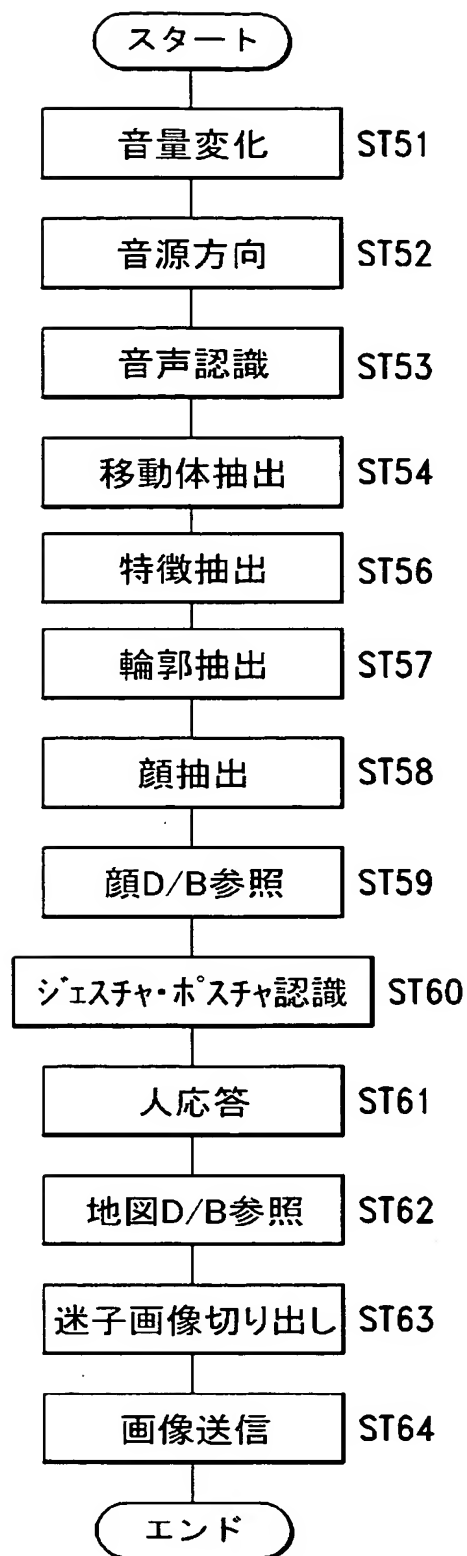 スタート
音量変化 ST51
音源方向 ST52
音声認識 ST53
移動体抽出 ST54
特徴抽出 ST56
輪郭抽出 ST57
顔抽出 ST58
顔D/B参照 ST59
ジェスチャ・ポスチャ認識 ST60
人応答 ST61
地図D/B参照 ST62
迷子画像切り出し ST63
画像送信 ST64
エンド